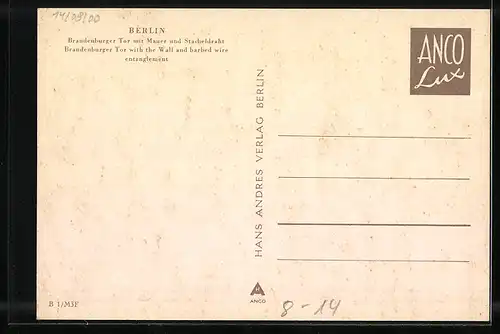 14/03/00
BERLIN
Brandenburger Tor mit Mauer und Stacheldraht
Brandenburger Tor with the Wall and barbed wire
entanglement
ANCO
Lux
HANS ANDRES VERLAG BERLIN
ANCO
B 1/M3F
8-14